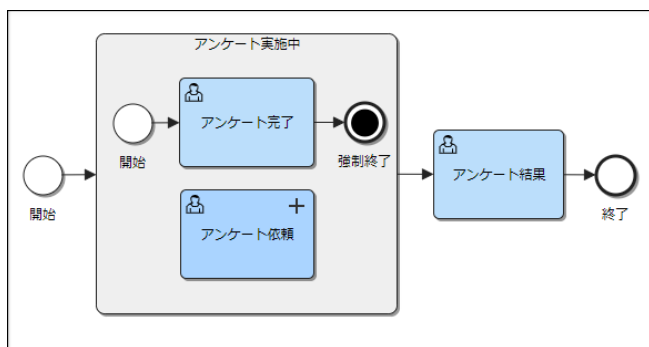 アンケート実施中
アンケート完了
開始
強制終了
アンケート結果
開始
アンケート依頼
終了